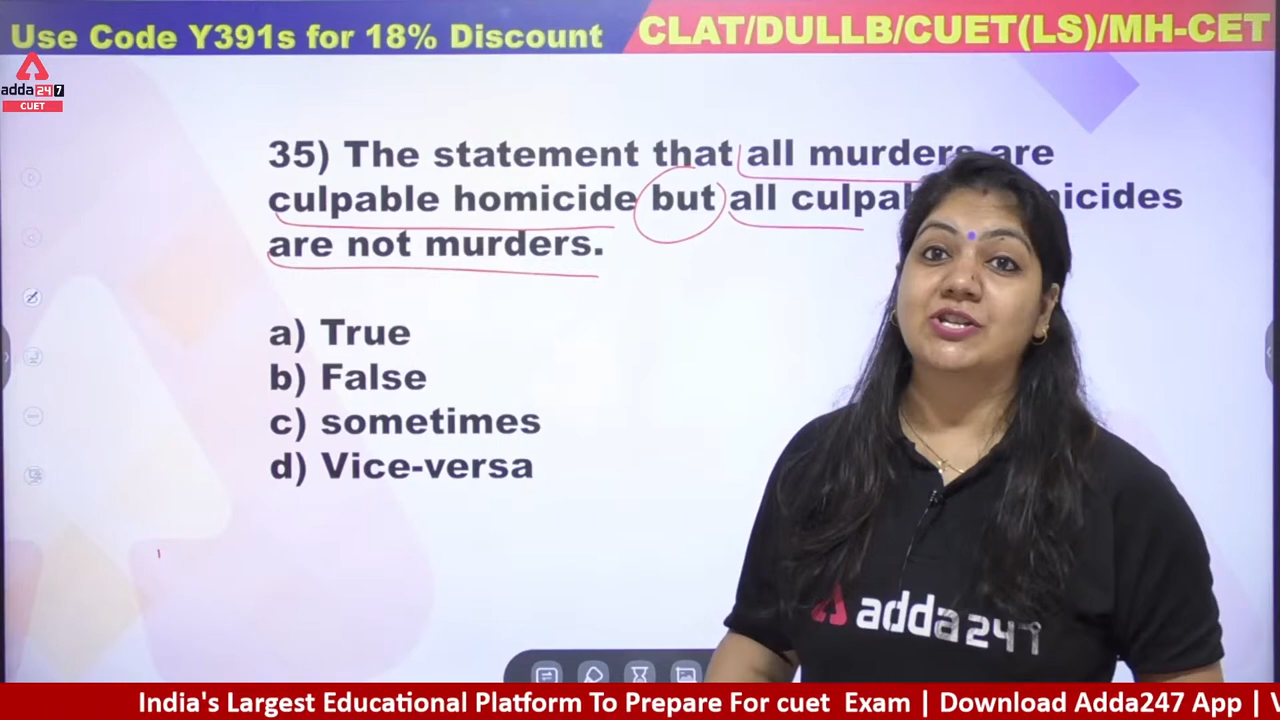 Use Code Y391s for 18% Discount
CLAT/DULLB/CUET(LS)/MH-CET
adda247
CUET
35) The statement that all murders are
culpable homicide but all homicides
are not murders.
a) True
b) False
c) sometimes
d) Vice-versa
adda247
India's Largest Educational Platform To Prepare For cuet Exam | Download Adda247 App |